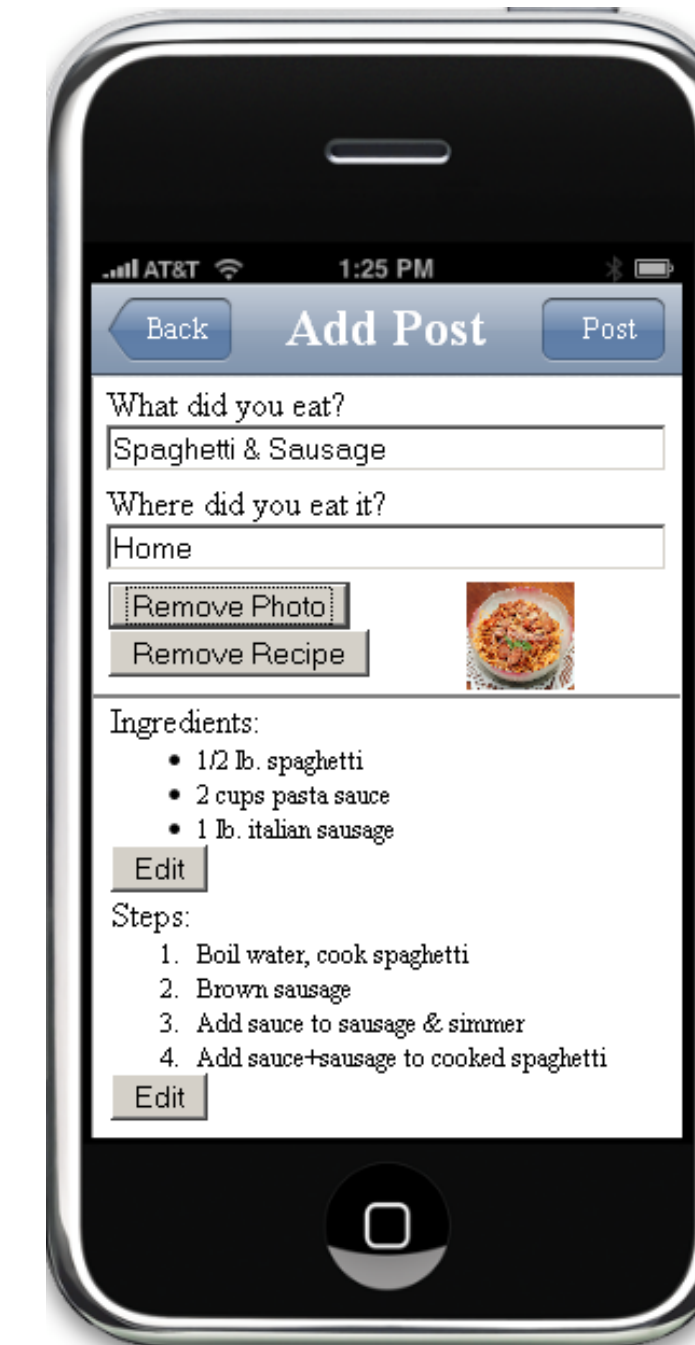 AT&T 1:25 PM
Back Add Post Post
What did you eat?
Spaghetti & Sausage
Where did you eat it?
Home
Remove Photo
Remove Recipe
Ingredients:
• 1/2 lb. spaghetti
• 2 cups pasta sauce
• 1 lb. italian sausage
Edit
Steps:
1. Boil water, cook spaghetti
2. Brown sausage
3. Add sauce to sausage & simmer
4. Add sauce+sausage to cooked spaghetti
Edit